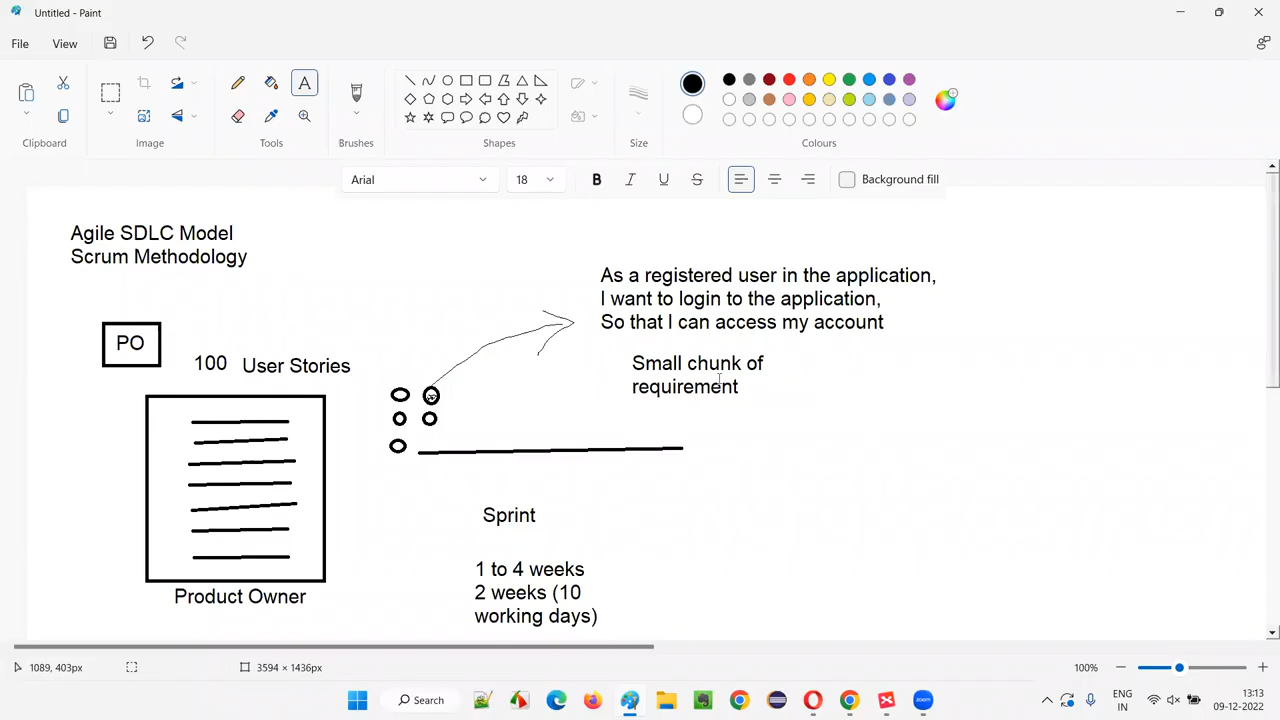 Untitled - Paint
File
View
Clipboard
Image
Tools
Brushes
Shapes
Size
Colours
Arial
18
B
I
U
S
Background fill
Agile SDLC Model
Scrum Methodology
As a registered user in the application,
I want to login to the application,
So that I can access my account
PO
100
User Stories
Small chunk of
requirement
Sprint
1 to 4 weeks
2 weeks (10
working days)
Product Owner
1089, 403px
3594 × 1436px
100%
Search
zoom
ENG
IN
13:13
09-12-2022